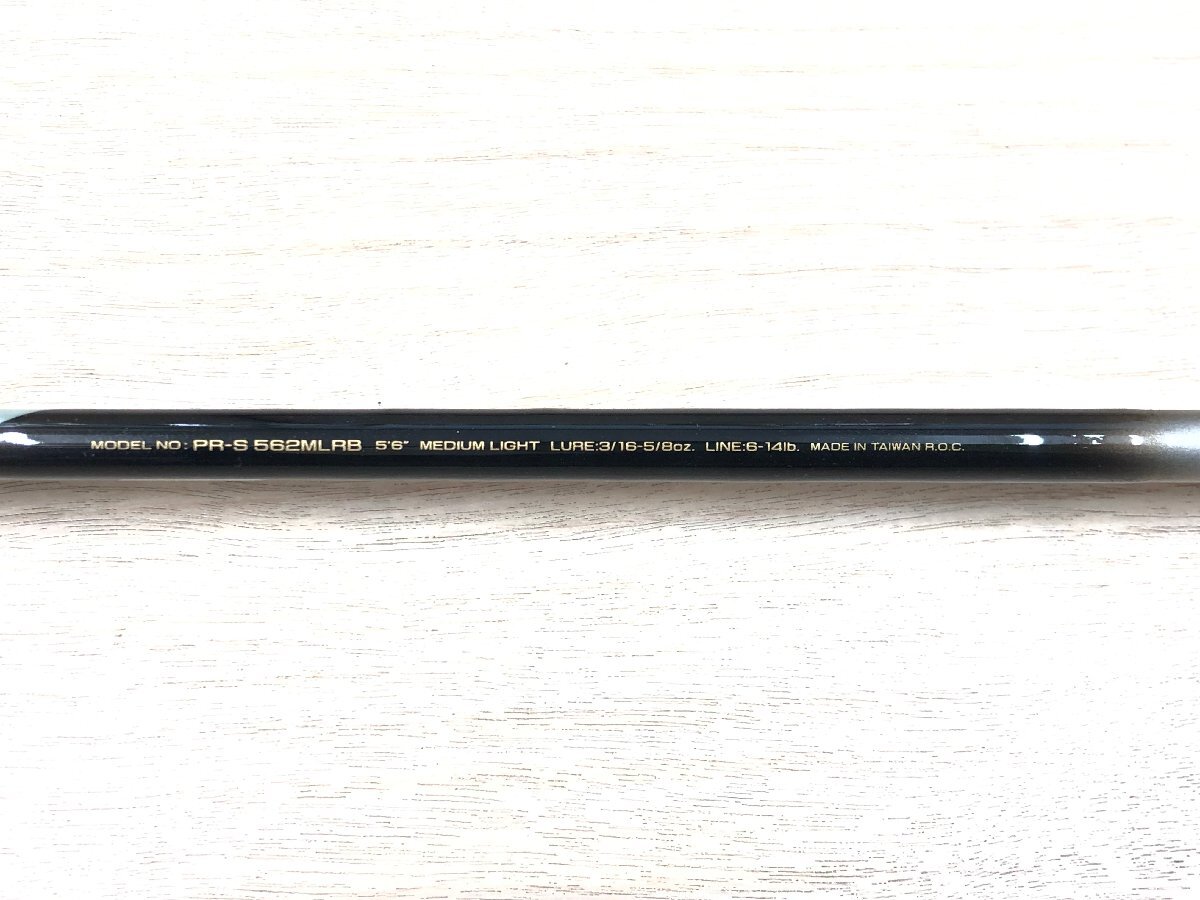 MODEL NO: PR-S 562MLRB 5'6" MEDIUM LIGHT LURE:3/16-5/8oz. LINE:6-14lb. MADE IN TAIWAN R.O.C.